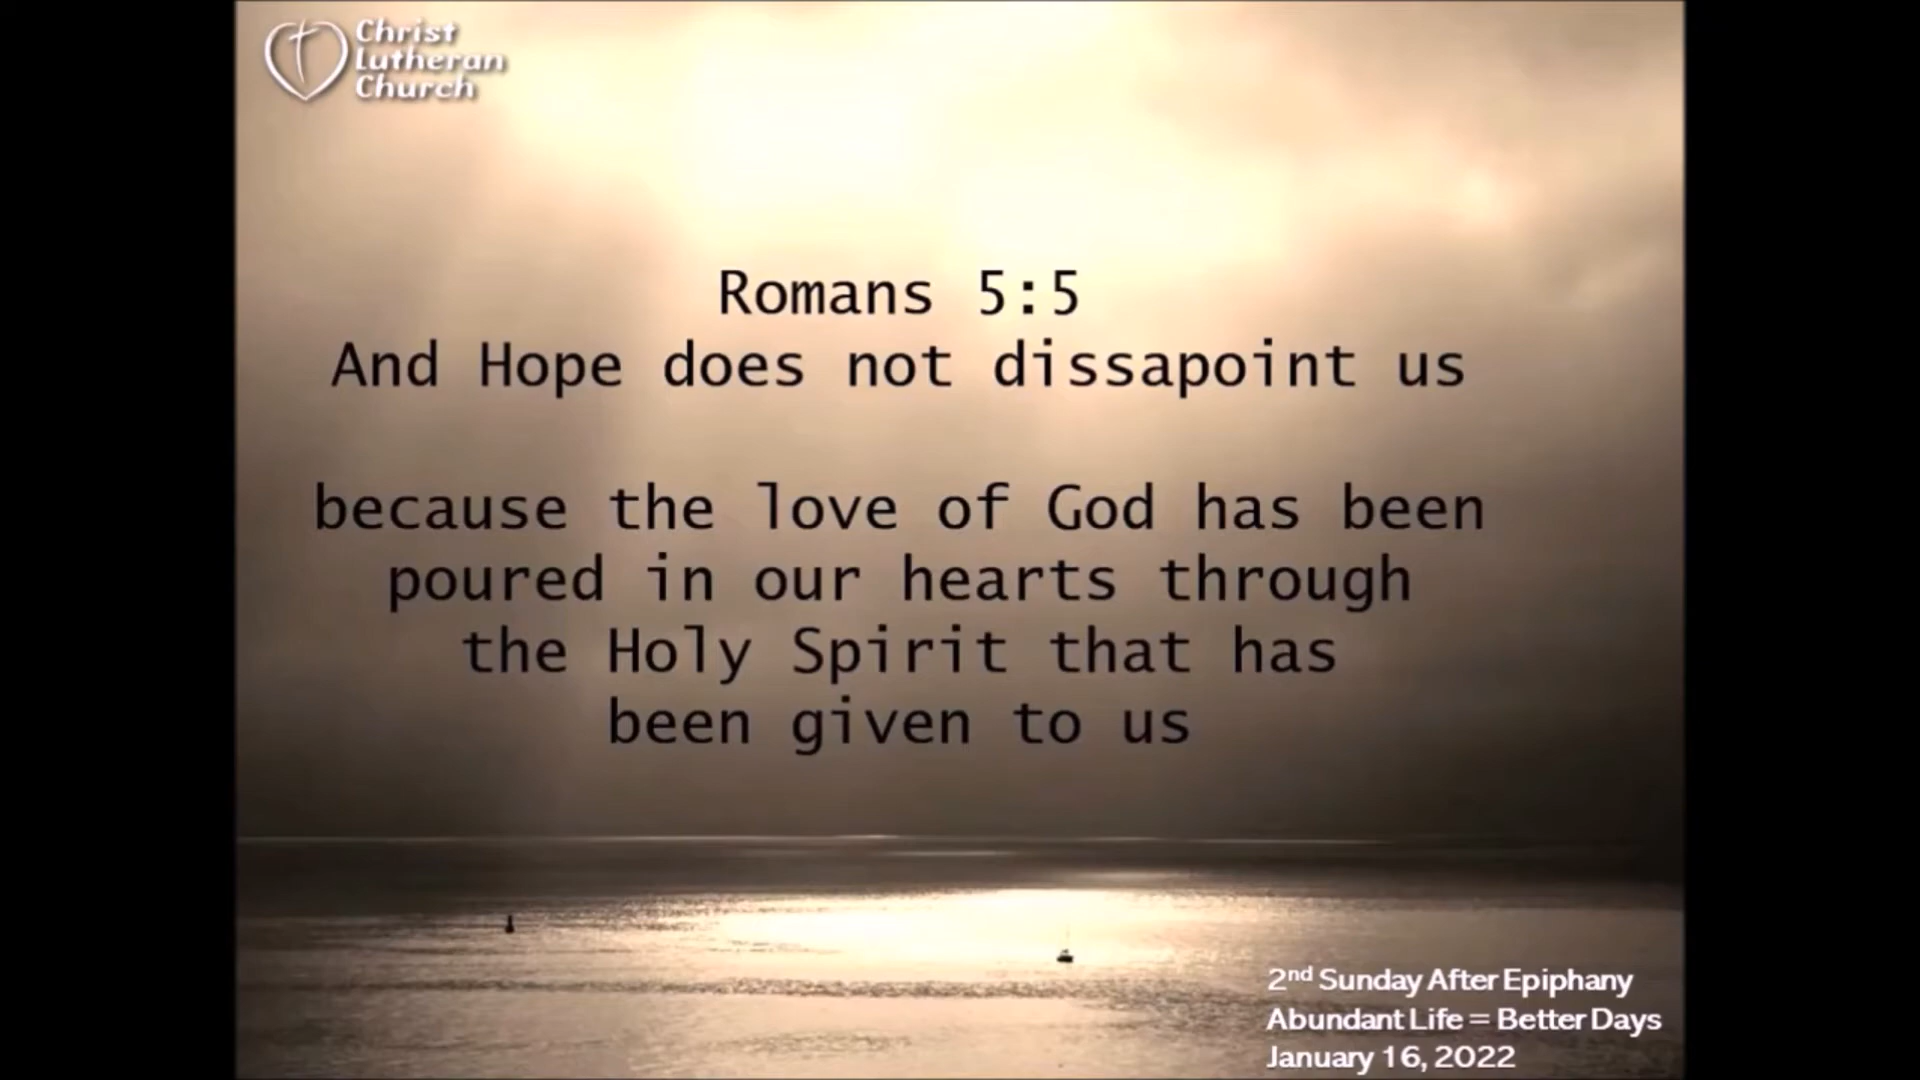 Christ
Lutheran
Church
Romans 5:5
And Hope does not dissapoint us
because the love of God has been
poured in our hearts through
the Holy Spirit that has
been given to us
2nd Sunday After Epiphany
Abundant Life = Better Days
January 16, 2022